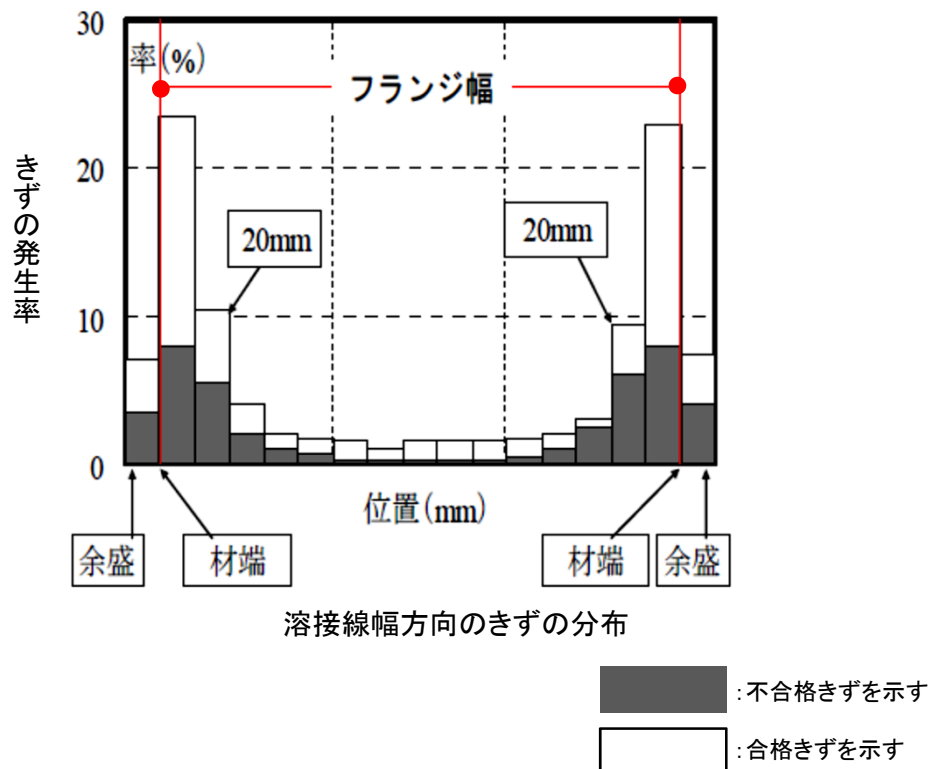 30
率(%)
フランジ幅
きずの発生率
20
20mm
20mm
10
0
位置(mm)
余盛
材端
材端
余盛
溶接線幅方向のきずの分布
:不合格きずを示す
:合格きずを示す